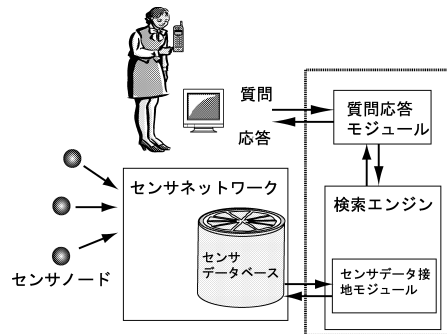 質問
応答
質問応答
モジュール
センサネットワーク
検索エンジン
センサ
データベース
センサデータ接
地モジュール
センサノード